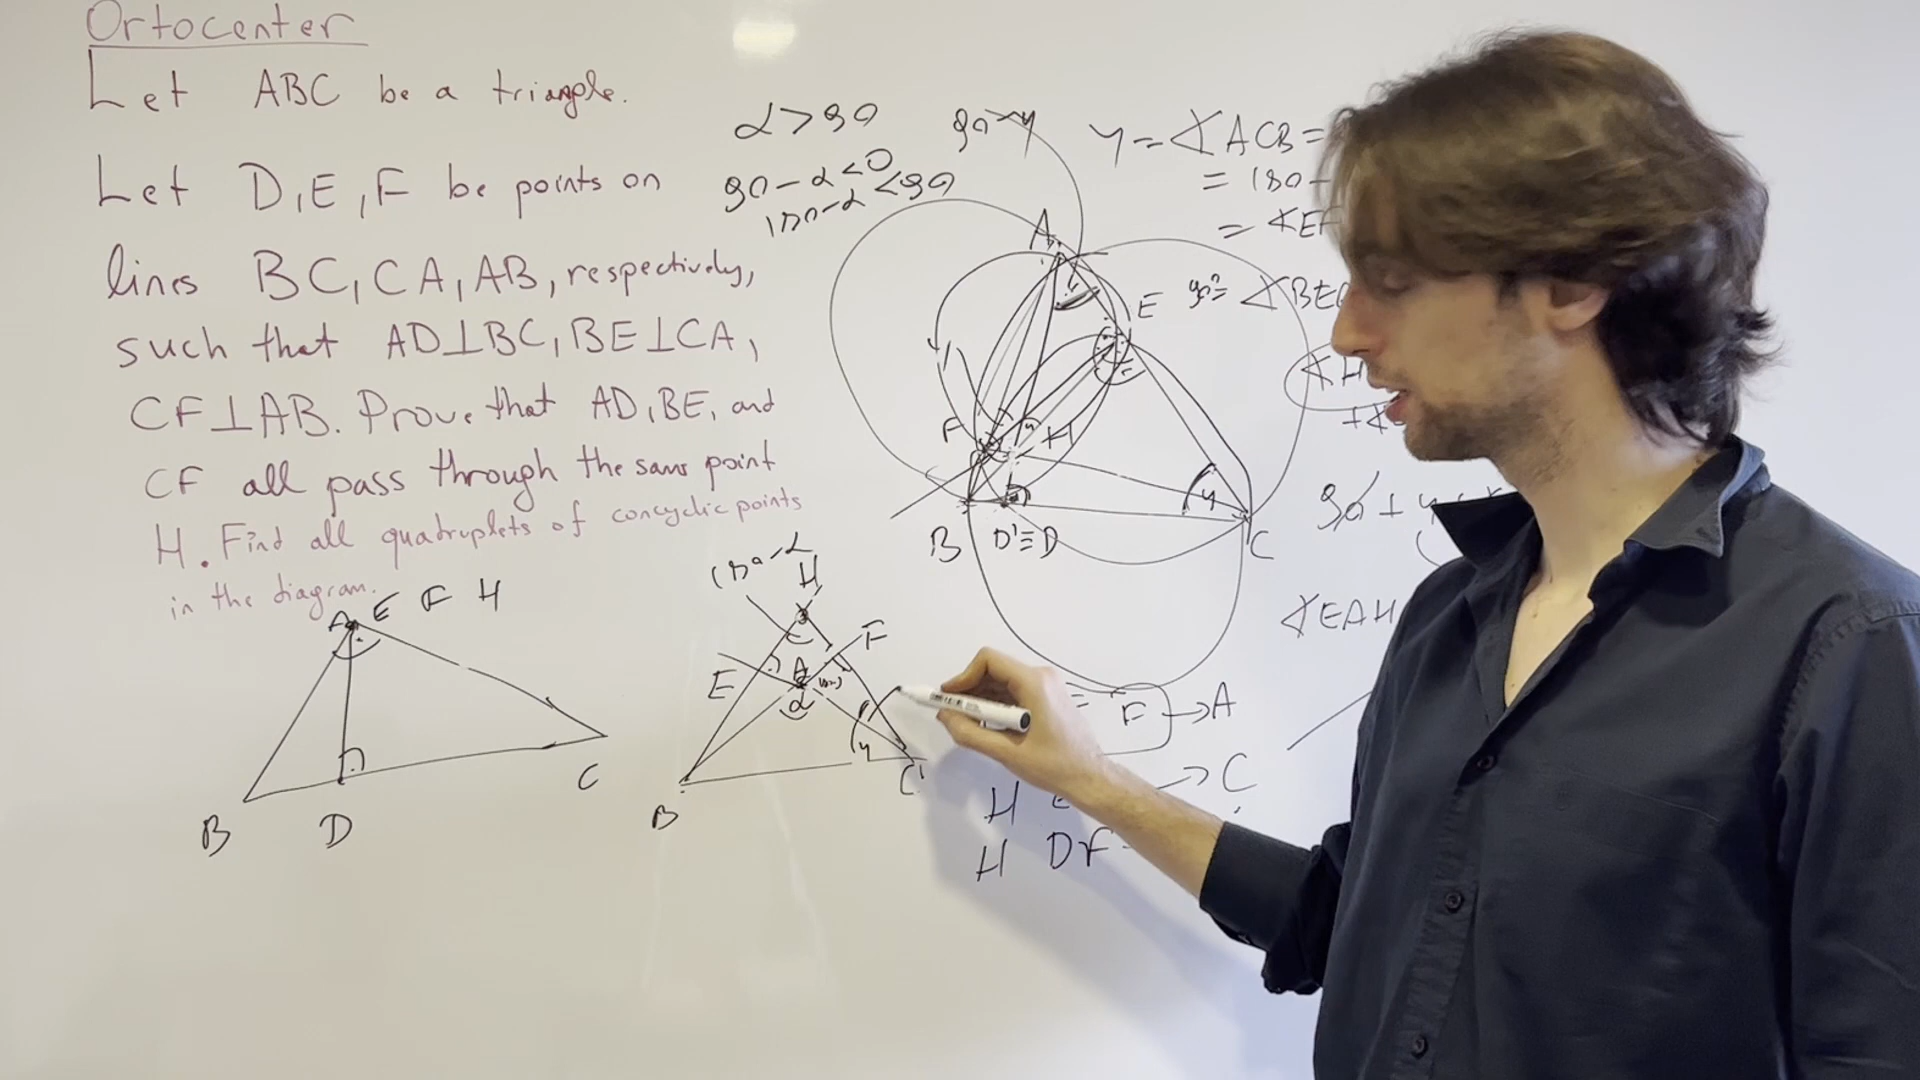 Ortocenter
Let ABC be a triangle.
Let D,E,F be points on
lines BC,CA,AB, respectively,
such that AD⊥BC, BE⊥CA,
CF⊥AB. Prove that AD,BE, and
CF all pass through the same point
H. Find all quadruplets of concyclic points
in the diagram.
α>90
90-α<0
180-α<90
90-γ
γ=∢ACB=
=180-
=∢EF
90=∢BE
∢H
90+γ
∢EAH
A
E
F
H
B
D'≡D
C
γ
A E F H
B
D
C
180-α
H
F
E
A
α
γ
B
C
F→A
→C
H E
H DF